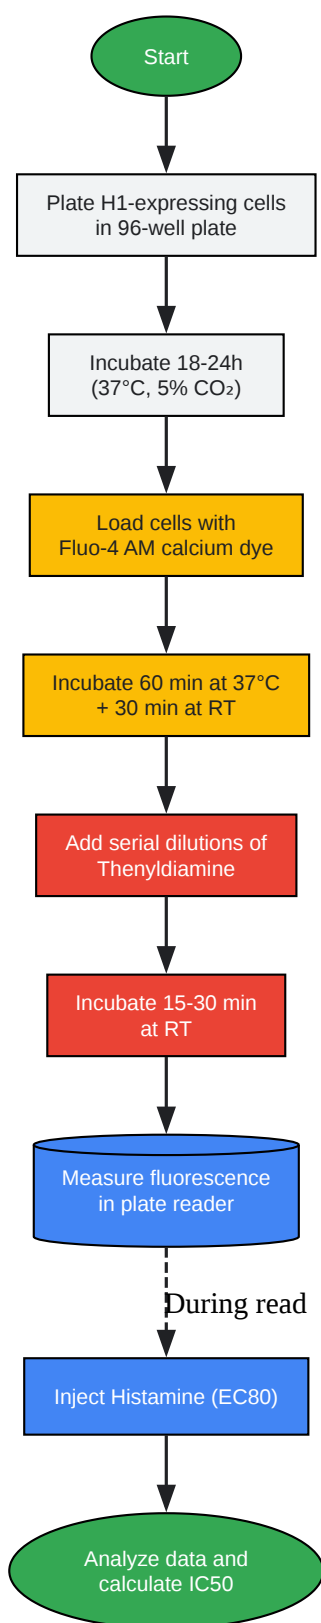 Start
Plate H1-expressing cells
in 96-well plate
Incubate 18-24h
(37°C, 5% CO₂)
Load cells with
Fluo-4 AM calcium dye
Incubate 60 min at 37°C
+ 30 min at RT
Add serial dilutions of
Thenyldiamine
Incubate 15-30 min
at RT
Measure fluorescence
in plate reader
During read
Inject Histamine (EC80)
Analyze data and
calculate IC50